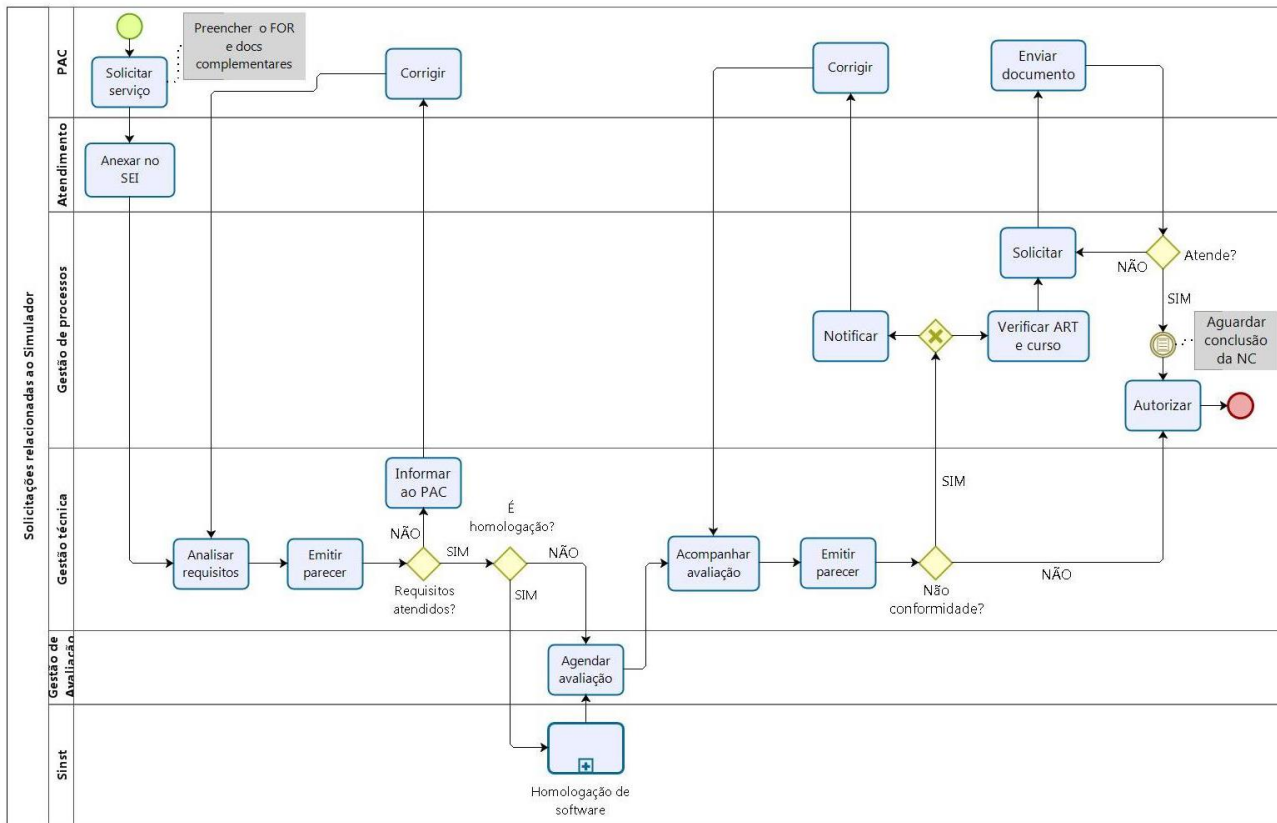 Solicitações relacionadas ao Simulador
PAC
Solicitar
serviço
Preencher o FOR
e docs
complementares
Corrigir
Corrigir
Enviar
documento
Atendimento
Anexar no
SEI
Gestão de processos
Notificar
Verificar ART
e curso
Solicitar
NÃO
Atende?
SIM
Aguardar
conclusão
da NC
Autorizar
Gestão técnica
Analisar
requisitos
Emitir
parecer
Informar
ao PAC
NÃO
Requisitos
atendidos?
SIM
É
homologação?
NÃO
SIM
Acompanhar
avaliação
Emitir
parecer
SIM
Não
conformidade?
NÃO
Gestão de
Avaliação
Agendar
avaliação
Sinst
Homologação de
software